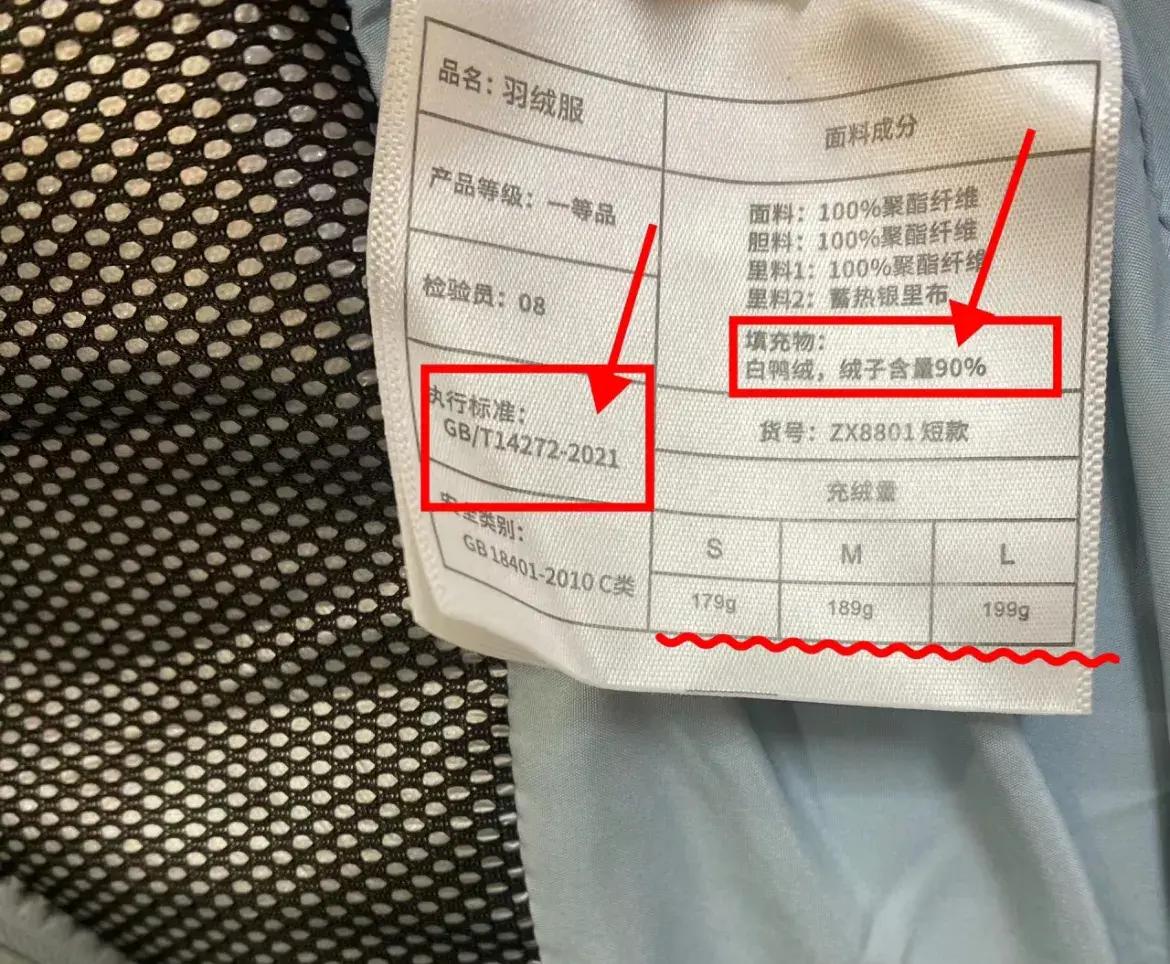 品名：羽绒服
产品等级：一等品
检验员：08
执行标准：
GB/T14272-2021
安全类别：
GB 18401-2010 C类
面料成分
面料：100%聚酯纤维
胆料：100%聚酯纤维
里料1：100%聚酯纤维
里料2：蓄热银里布
填充物：
白鸭绒，绒子含量90%
货号：ZX8801 短款
充绒量
S M L
179g 189g 199g